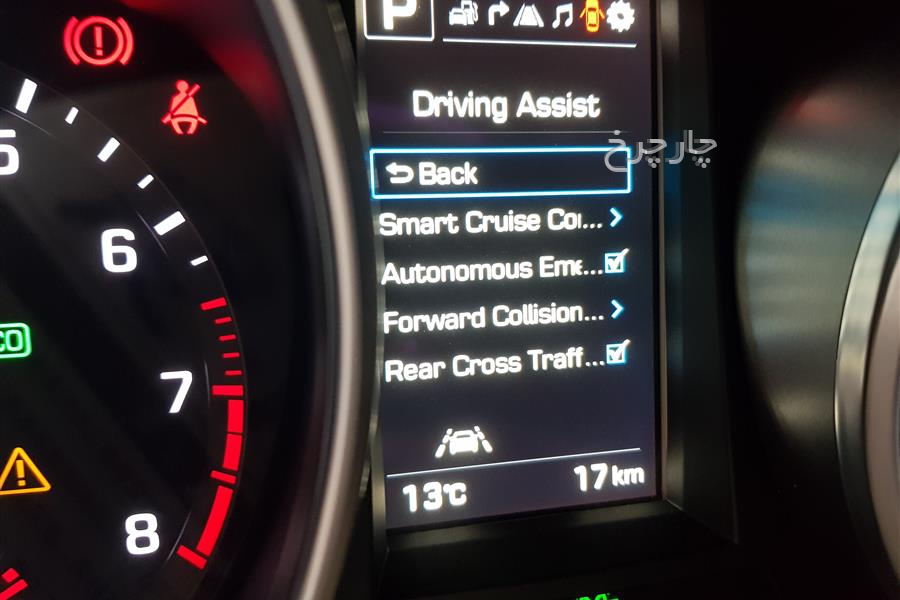 P
Driving Assist
چارچرخ
Back
Smart Cruise Co...
Autonomous Eme...
Forward Collision...
Rear Cross Traff...
13°C
17 km
5
6
7
8